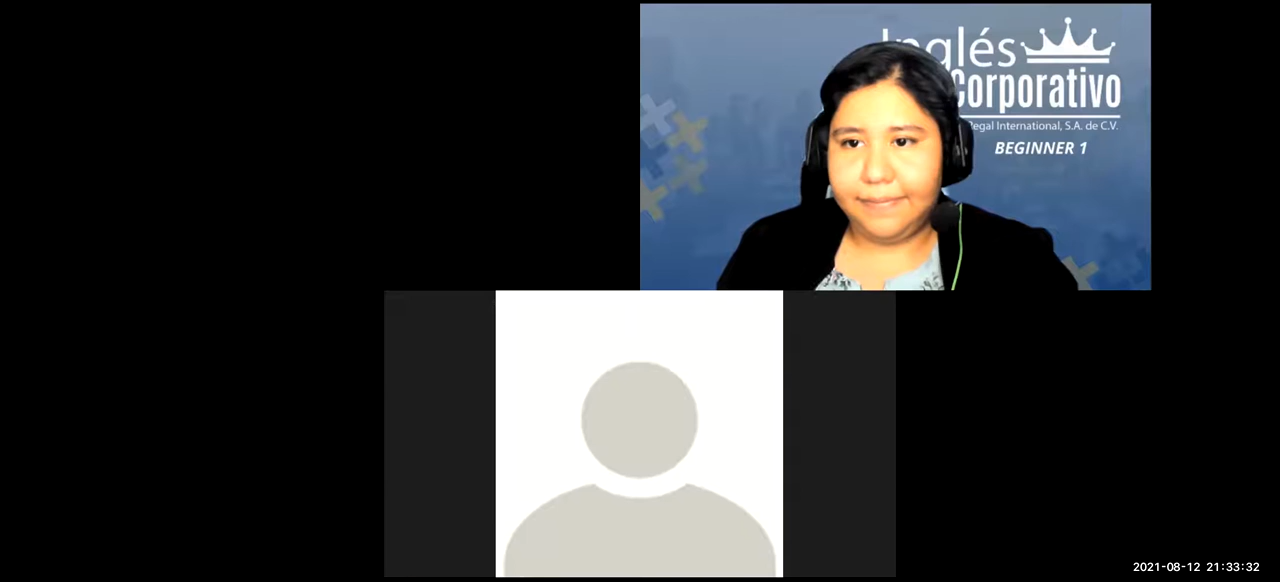 Inglés
Corporativo
Regal International, S.A. de C.V.
BEGINNER 1
2021-08-12 21:33:32